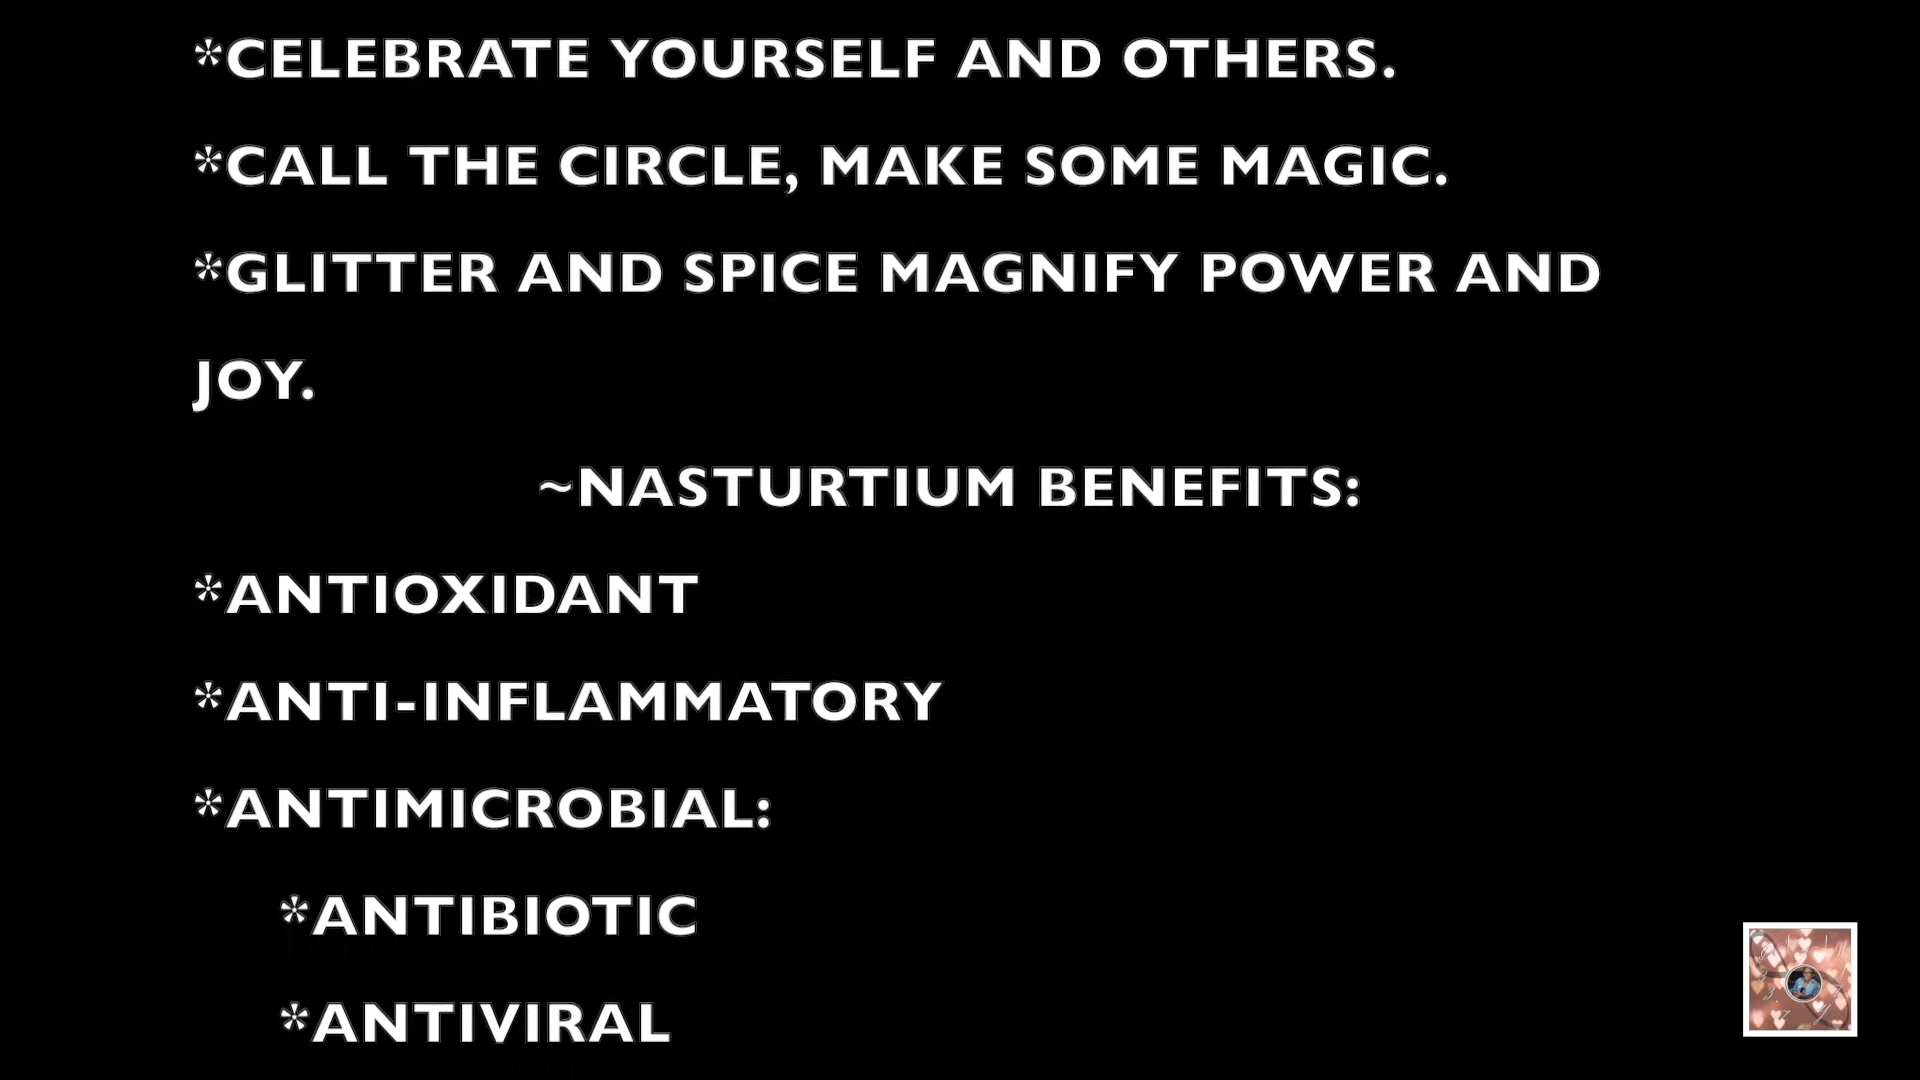 *CELEBRATE YOURSELF AND OTHERS.
*CALL THE CIRCLE, MAKE SOME MAGIC.
*GLITTER AND SPICE MAGNIFY POWER AND
JOY.
~NASTURTIUM BENEFITS:
*ANTIOXIDANT
*ANTI-INFLAMMATORY
*ANTIMICROBIAL:
*ANTIBIOTIC
*ANTIVIRAL